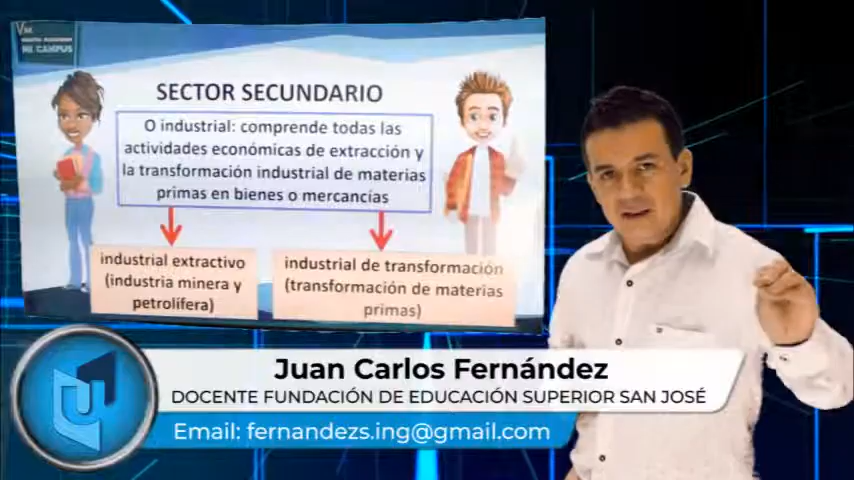 MI CAMPUS
SECTOR SECUNDARIO
O industrial: comprende todas las
actividades económicas de extracción y
la transformación industrial de materias
primas en bienes o mercancías
industrial extractivo
(industria minera y
petrolífera)
industrial de transformación
(transformación de materias
primas)
Juan Carlos Fernández
DOCENTE FUNDACIÓN DE EDUCACIÓN SUPERIOR SAN JOSÉ
Email: fernandezs.ing@gmail.com